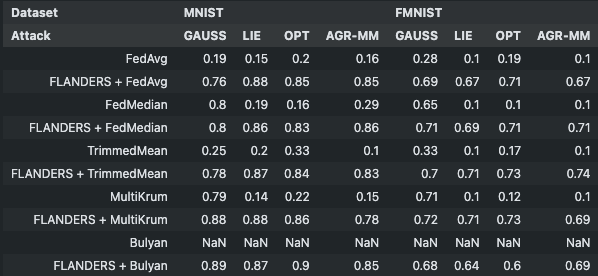 Dataset MNIST FMNIST
Attack GAUSS LIE OPT AGR-MM GAUSS LIE OPT AGR-MM
FedAvg 0.19 0.15 0.2 0.16 0.28 0.1 0.19 0.1
FLANDERS + FedAvg 0.76 0.88 0.85 0.85 0.69 0.67 0.71 0.67
FedMedian 0.8 0.19 0.16 0.29 0.65 0.1 0.1 0.1
FLANDERS + FedMedian 0.8 0.86 0.83 0.86 0.71 0.69 0.71 0.71
TrimmedMean 0.25 0.2 0.33 0.1 0.33 0.1 0.17 0.1
FLANDERS + TrimmedMean 0.78 0.87 0.84 0.83 0.7 0.71 0.73 0.74
MultiKrum 0.79 0.14 0.22 0.15 0.71 0.1 0.12 0.1
FLANDERS + MultiKrum 0.88 0.88 0.86 0.78 0.72 0.71 0.73 0.69
Bulyan NaN NaN NaN NaN NaN NaN NaN NaN
FLANDERS + Bulyan 0.89 0.87 0.9 0.85 0.68 0.64 0.6 0.69